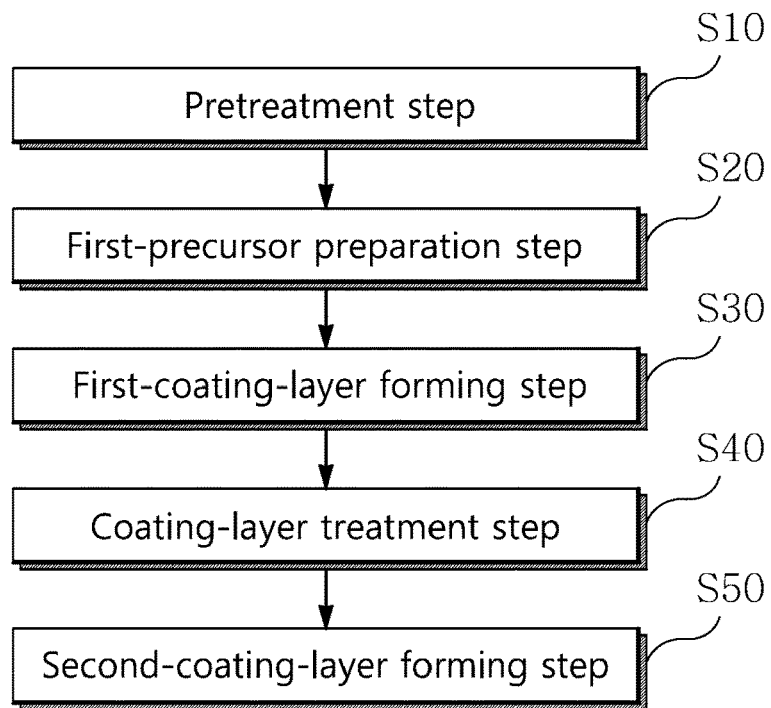 S10
Pretreatment step
S20
First-precursor preparation step
S30
First-coating-layer forming step
S40
Coating-layer treatment step
S50
Second-coating-layer forming step